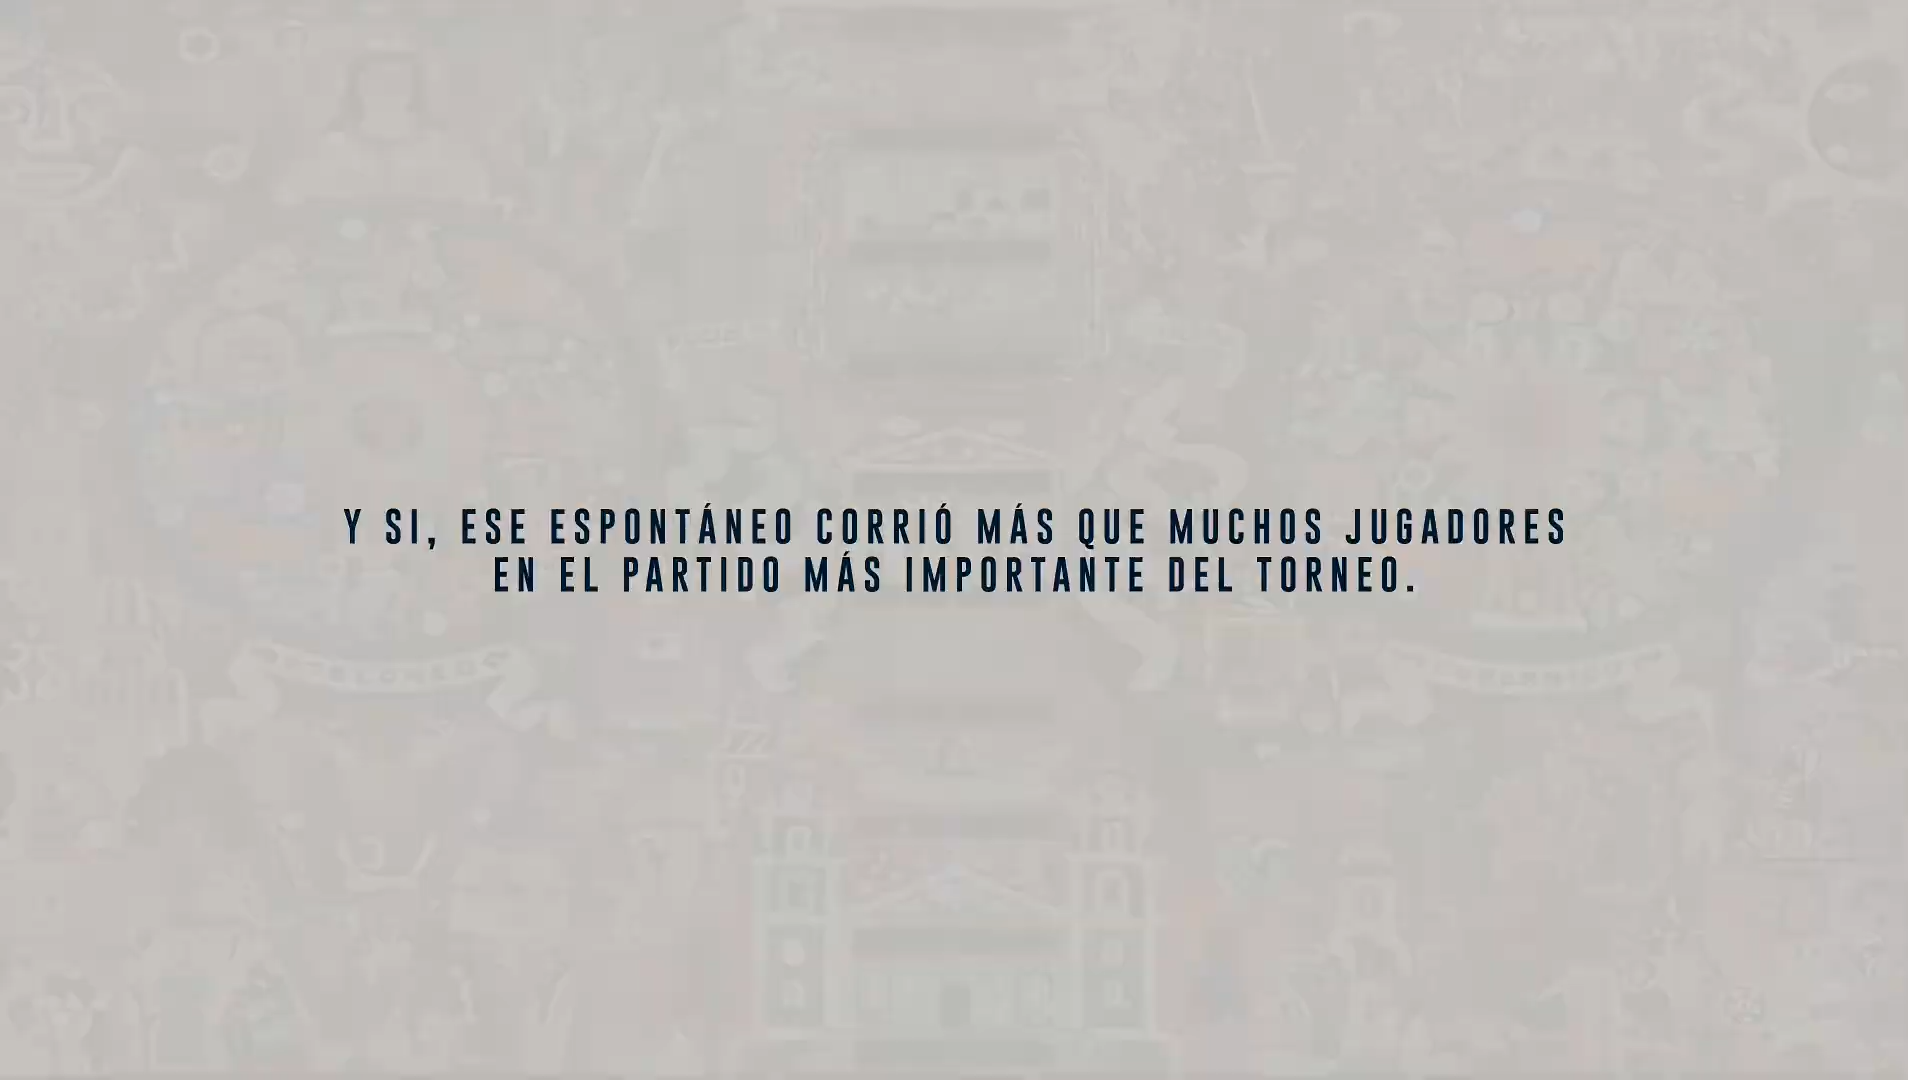 Y SI, ESE ESPONTÁNEO CORRIÓ MÁS QUE MUCHOS JUGADORES
EN EL PARTIDO MÁS IMPORTANTE DEL TORNEO.